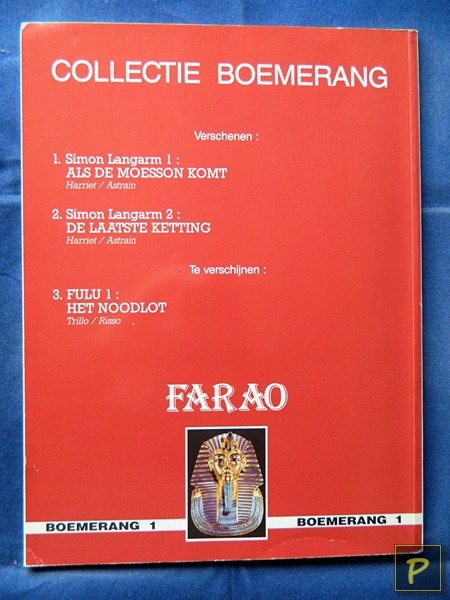 COLLECTIE BOEMERANG
Verschenen :
1. Simon Langarm 1 :
ALS DE MOESSON KOMT
Harriet / Astrain
2. Simon Langarm 2 :
DE LAATSTE KETTING
Harriet / Astrain
Te verschijnen :
3. FULU 1 :
HET NOODLOT
Trillo / Risso
FARAO
BOEMERANG 1
BOEMERANG 1
P